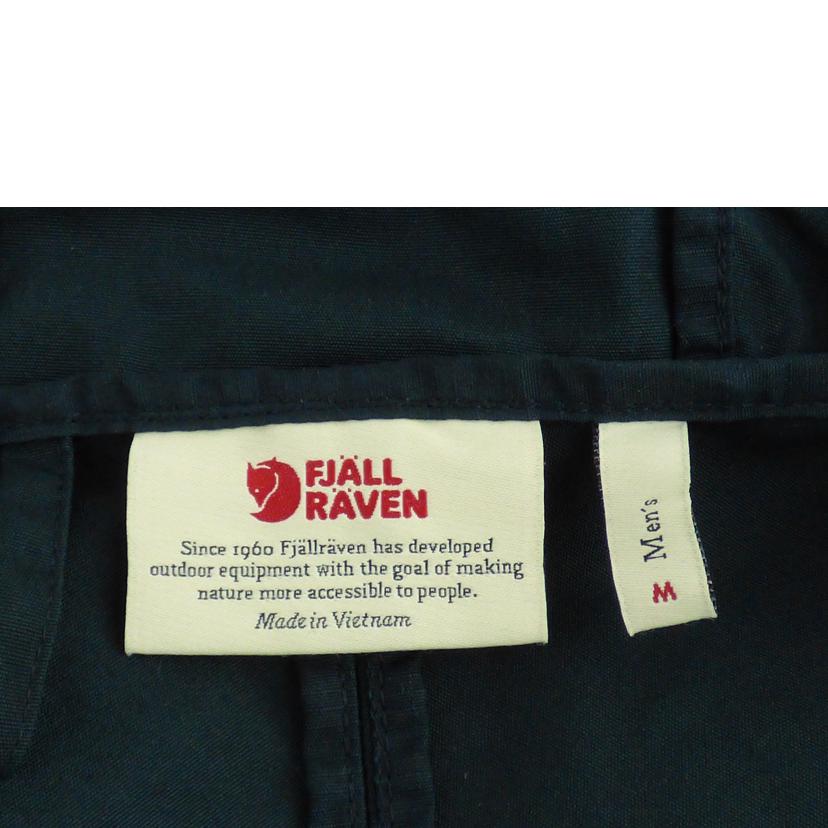 FJÄLL
RÄVEN
Since 1960 Fjällräven has developed
outdoor equipment with the goal of making
nature more accessible to people.
Made in Vietnam
Men's
M